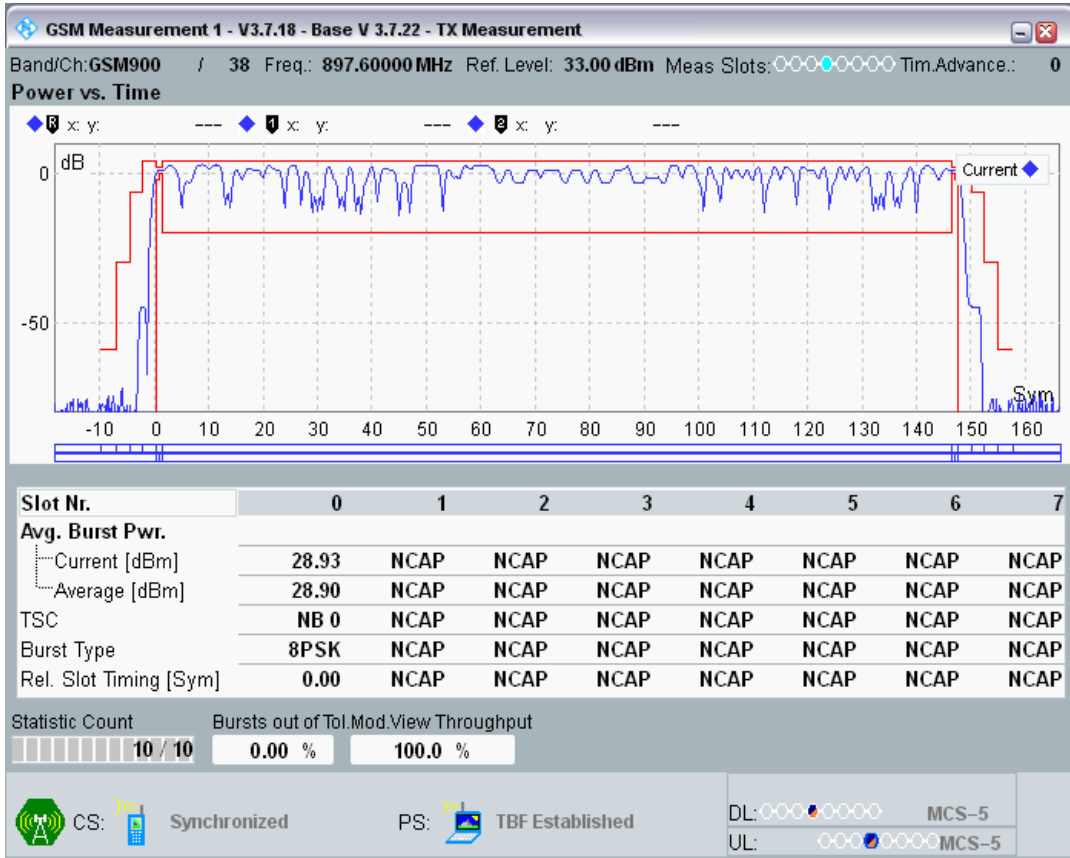 GSM Measurement 1 - V3.7.18 - Base V 3.7.22 - TX Measurement
Band/Ch:GSM900 / 38 Freq.: 897.60000 MHz Ref. Level: 33.00 dBm Meas Slots: Tim.Advance.: 0
Power vs. Time
R x: y: --- 1 x: y: --- 2 x: y: ---
dB
Current
0
-50
Sym
-10 0 10 20 30 40 50 60 70 80 90 100 110 120 130 140 150 160
Slot Nr. 0 1 2 3 4 5 6 7
Avg. Burst Pwr.
Current [dBm] 28.93 NCAP NCAP NCAP NCAP NCAP NCAP NCAP
Average [dBm] 28.90 NCAP NCAP NCAP NCAP NCAP NCAP NCAP
TSC NB 0 NCAP NCAP NCAP NCAP NCAP NCAP NCAP
Burst Type 8PSK NCAP NCAP NCAP NCAP NCAP NCAP NCAP
Rel. Slot Timing [Sym] 0.00 NCAP NCAP NCAP NCAP NCAP NCAP NCAP
Statistic Count Bursts out of Tol. Mod.View Throughput
10 / 10 0.00 % 100.0 %
CS: Synchronized PS: TBF Established DL: MCS-5
UL: MCS-5